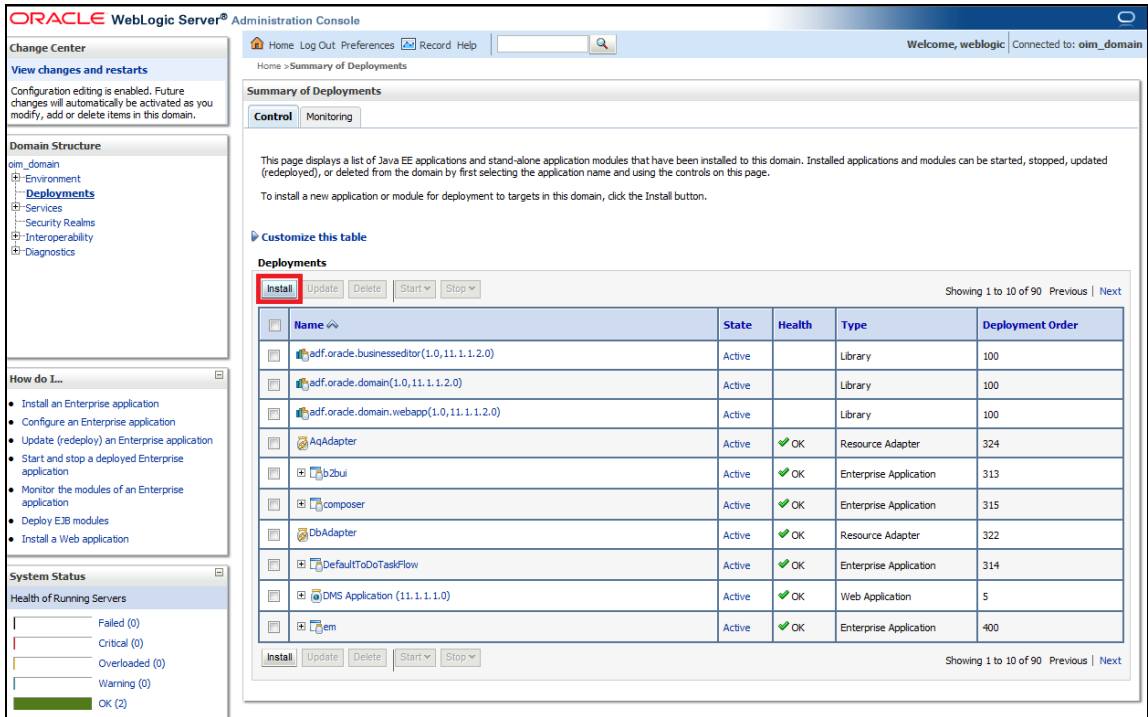 ORACLE WebLogic Server® Administration Console
Change Center
View changes and restarts
Configuration editing is enabled. Future
changes will automatically be activated as you
modify, add or delete items in this domain.
Domain Structure
oim_domain
Environment
Deployments
Services
Security Realms
Interoperability
Diagnostics
How do I...
Install an Enterprise application
Configure an Enterprise application
Update (redeploy) an Enterprise application
Start and stop a deployed Enterprise
application
Monitor the modules of an Enterprise
application
Deploy EJB modules
Install a Web application
System Status
Health of Running Servers
Failed (0)
Critical (0)
Overloaded (0)
Warning (0)
OK (2)
Home Log Out Preferences Record Help
Welcome, weblogic Connected to: oim_domain
Home >Summary of Deployments
Summary of Deployments
Control Monitoring
This page displays a list of Java EE applications and stand-alone application modules that have been installed to this domain. Installed applications and modules can be started, stopped, updated
(redeployed), or deleted from the domain by first selecting the application name and using the controls on this page.
To install a new application or module for deployment to targets in this domain, click the Install button.
Customize this table
Deployments
Install Update Delete Start Stop Showing 1 to 10 of 90 Previous | Next
Name State Health Type Deployment Order
adf.oracle.businesseditor(1.0,11.1.1.2.0) Active Library 100
adf.oracle.domain(1.0,11.1.1.2.0) Active Library 100
adf.oracle.domain.webapp(1.0,11.1.1.2.0) Active Library 100
AqAdapter Active OK Resource Adapter 324
b2bui Active OK Enterprise Application 313
composer Active OK Enterprise Application 315
DbAdapter Active OK Resource Adapter 322
DefaultToDoTaskFlow Active OK Enterprise Application 314
DMS Application (11.1.1.1.0) Active OK Web Application 5
em Active OK Enterprise Application 400
Install Update Delete Start Stop Showing 1 to 10 of 90 Previous | Next